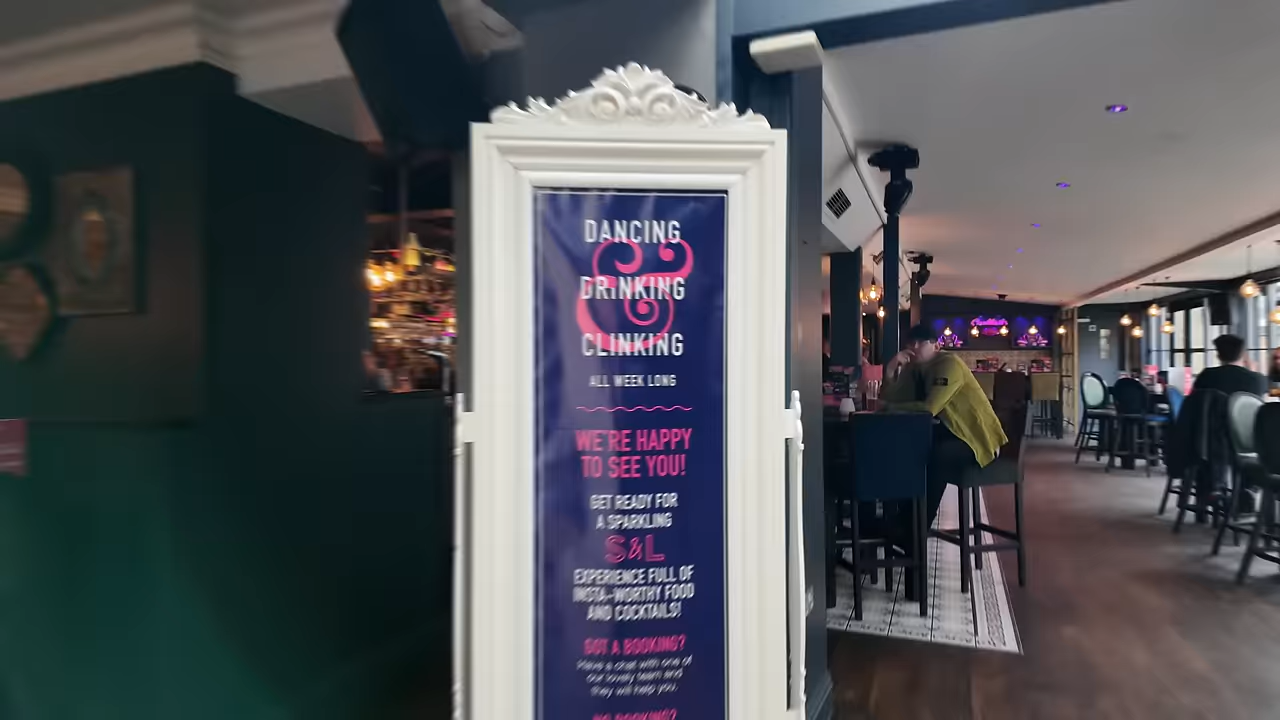 DANCING
&
DRINKING
CLINKING
ALL WEEK LONG
WE'RE HAPPY
TO SEE YOU!
GET READY FOR
A SPARKLING
S&L
EXPERIENCE FULL OF
INSTA-WORTHY FOOD
AND COCKTAILS!
GOT A BOOKING?
Have a chat with one of
our lovely team and
they will help you.
NO BOOKING?